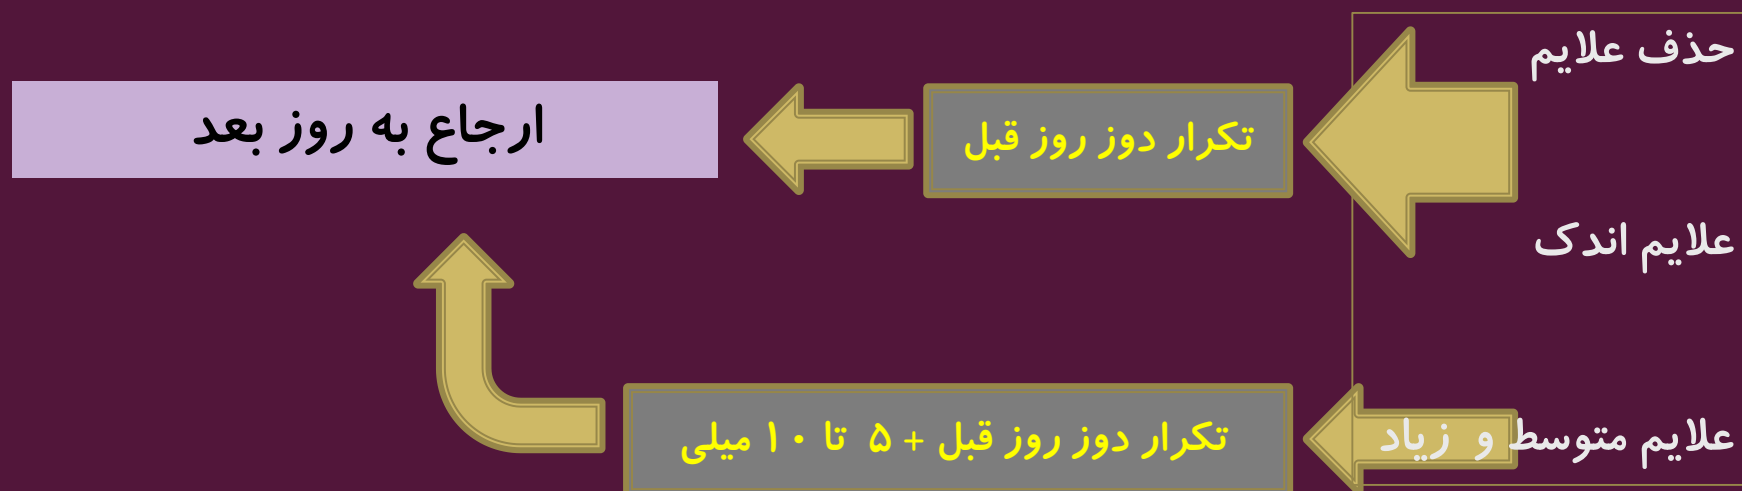 حذف علایم
تکرار دوز روز قبل
ارجاع به روز بعد
علایم اندک
علایم متوسط و زیاد
تکرار دوز روز قبل + ۵ تا ۱۰ میلی